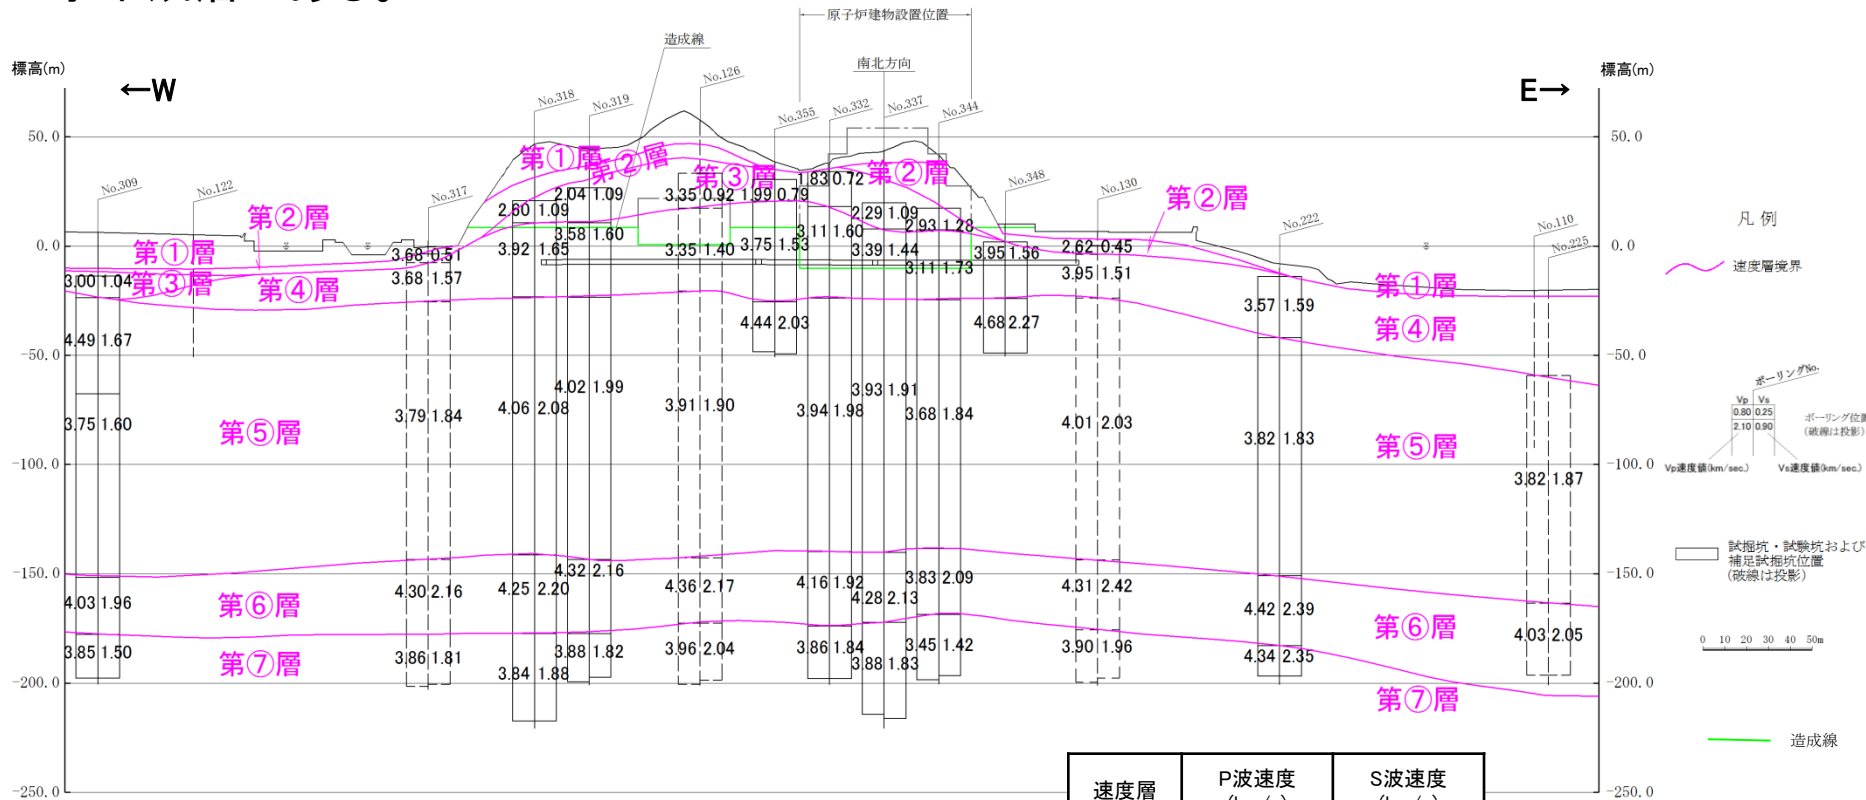 原子炉建物設置位置
造成線
南北方向
標高(m)
標高(m)
←W
E→
No.309
No.122
No.317
No.318
No.319
No.126
No.355
No.332
No.337
No.344
No.348
No.130
No.222
No.110
No.225
50.0
50.0
0.0
0.0
-50.0
-50.0
-100.0
-100.0
-150.0
-150.0
-200.0
-200.0
-250.0
-250.0
第①層
第②層
第③層
第②層
第②層
第②層
第①層
第③層
第④層
第①層
第④層
第⑤層
第⑤層
第⑥層
第⑥層
第⑦層
第⑦層
3.00 1.04
4.49 1.67
3.75 1.60
4.03 1.96
3.85 1.50
3.68 0.51
3.68 1.57
3.79 1.84
4.30 2.16
3.86 1.81
2.60 1.09
3.92 1.65
4.06 2.08
4.25 2.20
3.84 1.88
2.04 1.09
3.58 1.60
4.02 1.99
4.32 2.16
3.88 1.82
3.35 0.92
3.35 1.40
3.91 1.90
4.36 2.17
3.96 2.04
1.99 0.79
3.75 1.53
4.44 2.03
1.83 0.72
3.11 1.60
3.94 1.98
4.16 1.92
3.86 1.84
2.29 1.09
3.39 1.44
3.93 1.91
4.28 2.13
3.88 1.83
2.93 1.28
3.11 1.73
3.68 1.84
3.83 2.09
3.45 1.42
3.95 1.56
4.68 2.27
2.62 0.45
3.95 1.51
4.01 2.03
4.31 2.42
3.90 1.96
3.57 1.59
3.82 1.83
4.42 2.39
4.34 2.35
3.82 1.87
4.03 2.05
凡 例
速度層境界
ボーリングNo.
Vp Vs
0.80 0.25
2.10 0.90
ボーリング位置
(破線は投影)
Vp速度値(km/sec.)
Vs速度値(km/sec.)
試掘坑・試験坑および
補足試掘坑位置
(破線は投影)
0 10 20 30 40 50m
造成線
速度層
P波速度
S波速度